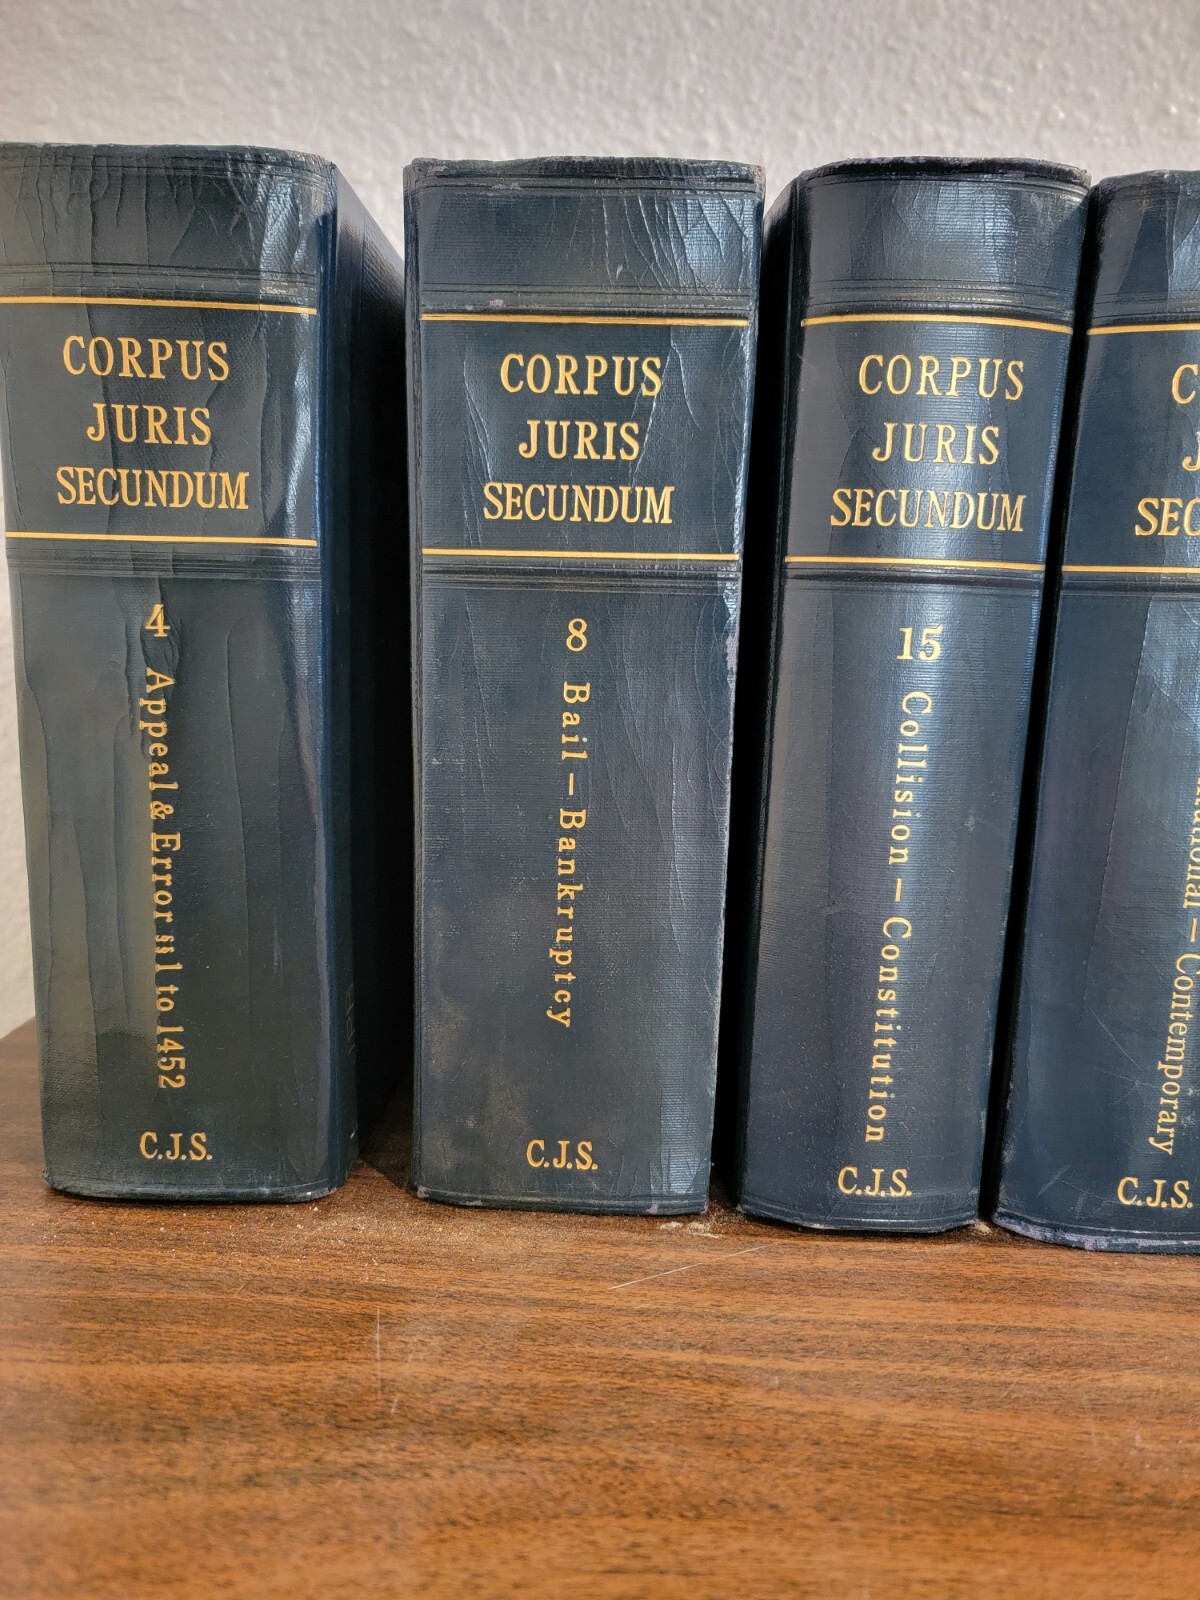 CORPUS
JURIS
SECUNDUM
4
Appeal & Error §§ 1 to 1452
C.J.S.
CORPUS
JURIS
SECUNDUM
8
Bail – Bankruptcy
C.J.S.
CORPUS
JURIS
SECUNDUM
15
Collision – Constitution
C.J.S.
– Contemporary
C.J.S.